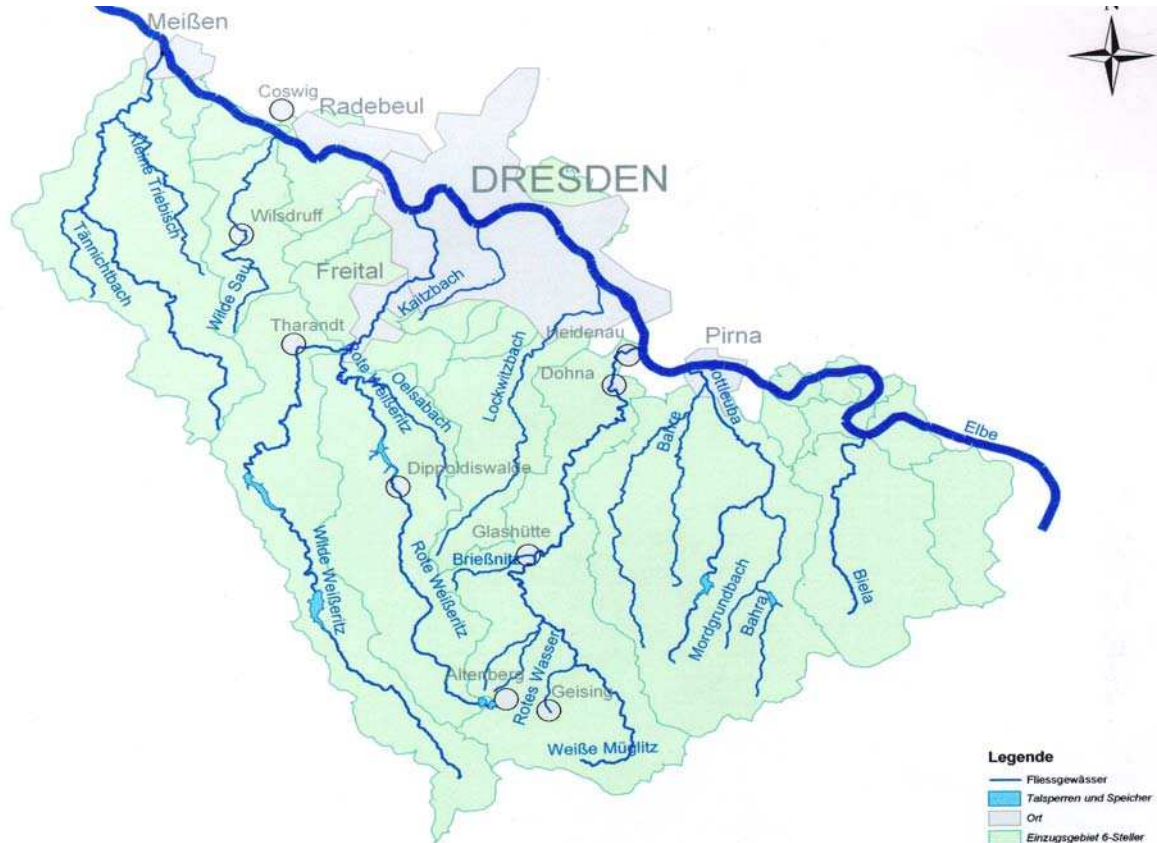 N
Meißen
Coswig
Radebeul
DRESDEN
Kleine Triebisch
Wilsdruff
Tännichtbach
Freital
Wilde Sau
Kaitzbach
Tharandt
Heidenau
Pirna
Rote Weißeritz
Oelsabach
Lockwitzbach
Dohna
Gottleuba
Elbe
Bahre
Dippoldiswalde
Glashütte
Brießnitz
Wilde Weißeritz
Rote Weißeritz
Mordgrundbach
Bahra
Biela
Altenberg
Rotes Wasser
Geising
Weiße Müglitz
Legende
Fliessgewässer
Talsperren und Speicher
Ort
Einzugsgebiet 6-Steller